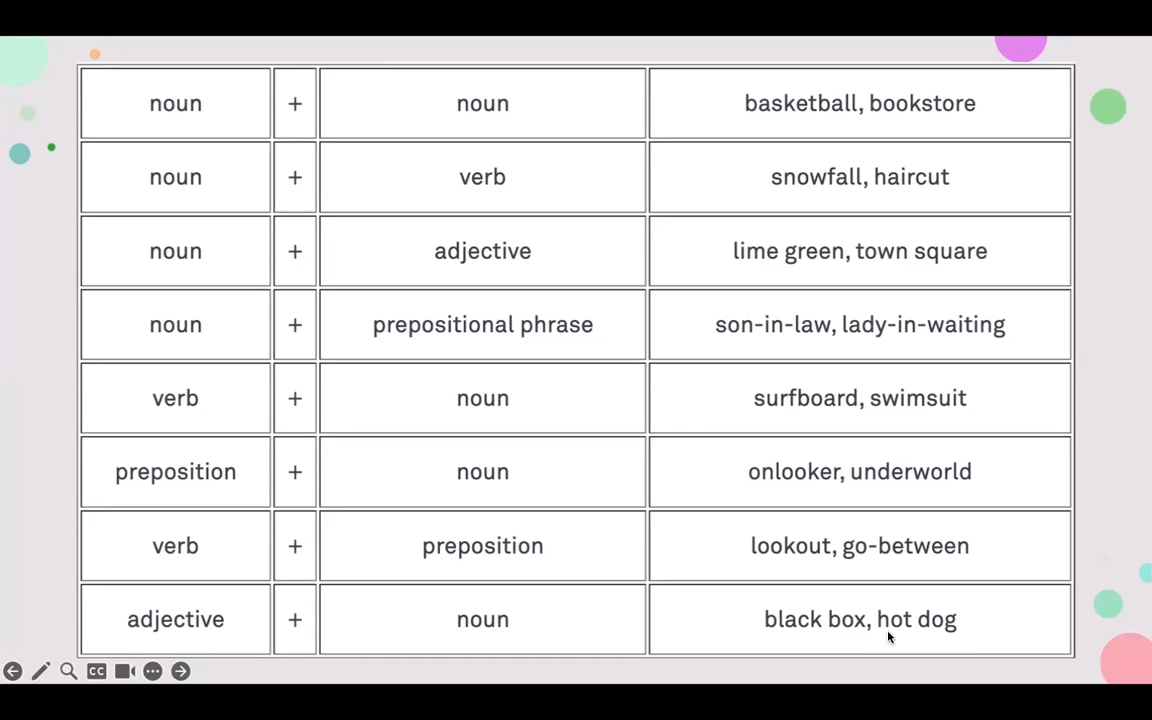 noun + noun basketball, bookstore
noun + verb snowfall, haircut
noun + adjective lime green, town square
noun + prepositional phrase son-in-law, lady-in-waiting
verb + noun surfboard, swimsuit
preposition + noun onlooker, underworld
verb + preposition lookout, go-between
adjective + noun black box, hot dog
CC